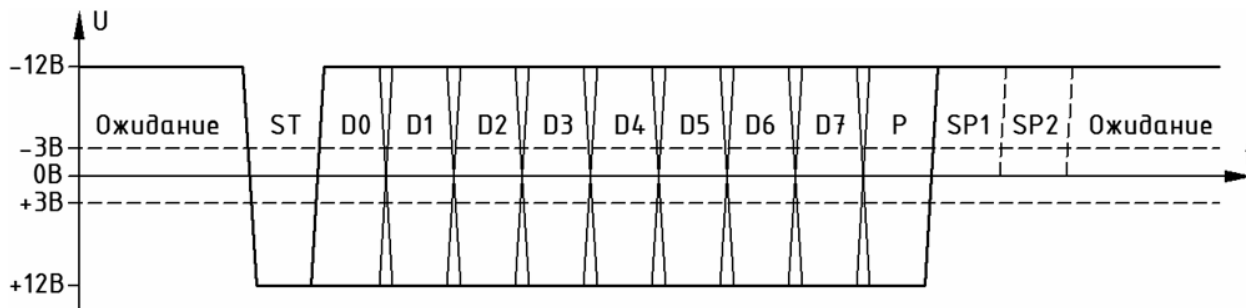 U
−12В
Ожидание ST D0 D1 D2 D3 D4 D5 D6 D7 P SP1 SP2 Ожидание
−3В
0В
+3В
+12В